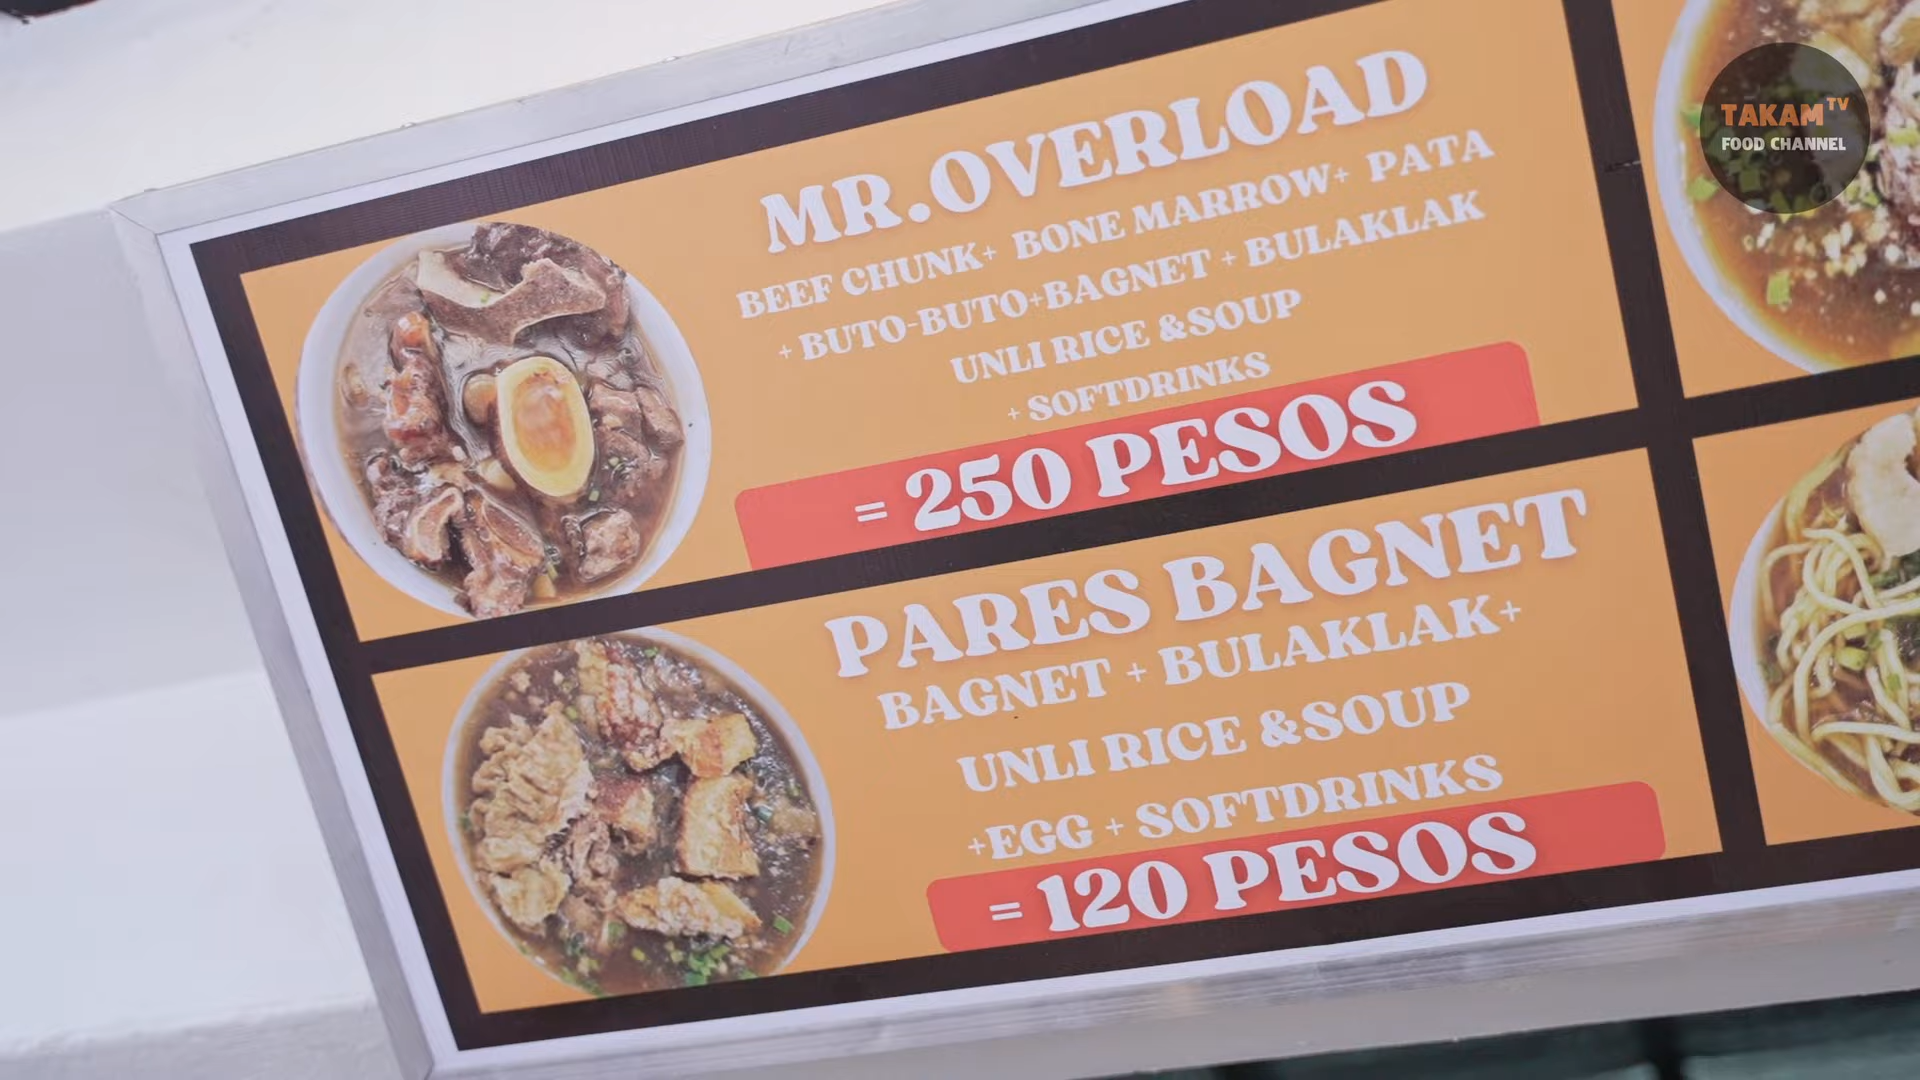 MR.OVERLOAD
BEEF CHUNK+ BONE MARROW+ PATA
+ BUTO-BUTO+BAGNET + BULAKLAK
UNLI RICE &SOUP
+ SOFTDRINKS
= 250 PESOS
PARES BAGNET
BAGNET + BULAKLAK+
UNLI RICE &SOUP
+EGG + SOFTDRINKS
= 120 PESOS
TAKAM TV
FOOD CHANNEL